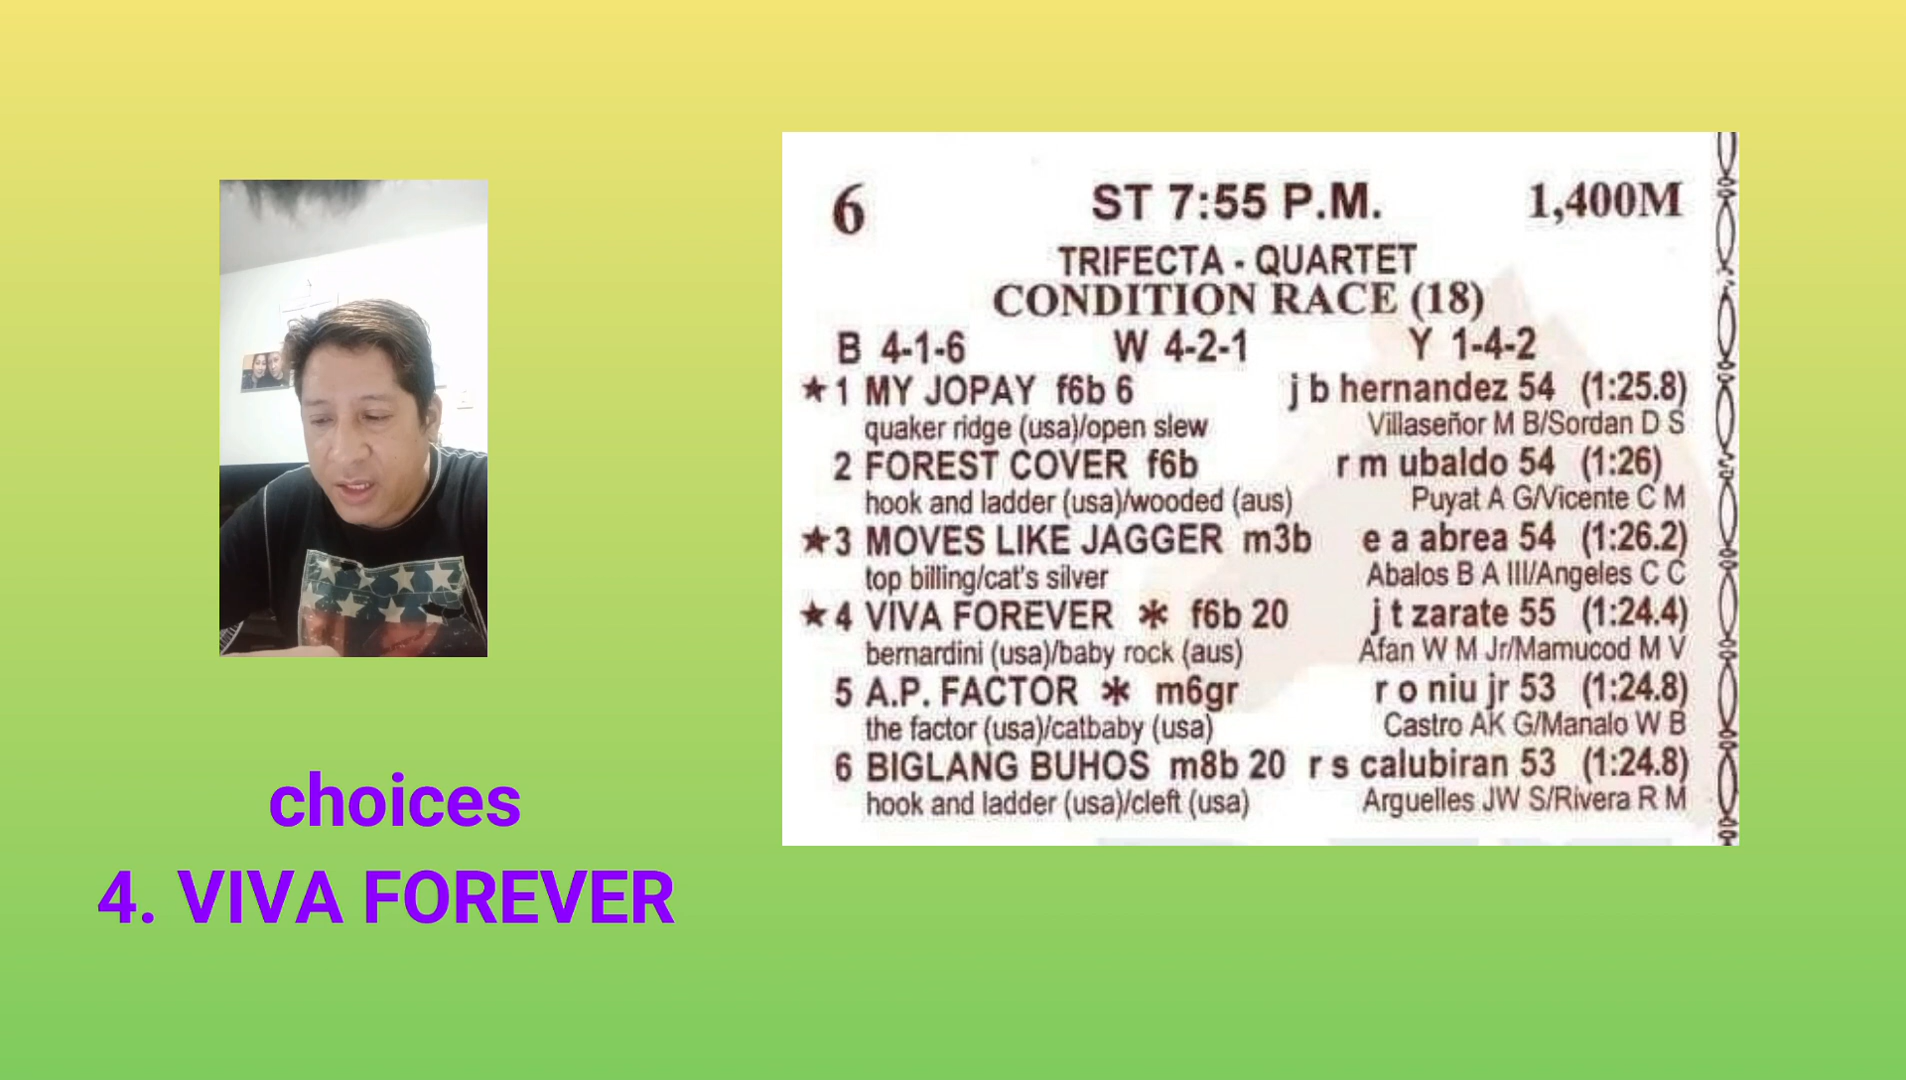 6 ST 7:55 P.M. 1,400M
TRIFECTA - QUARTET
CONDITION RACE (18)
B 4-1-6 W 4-2-1 Y 1-4-2
★1 MY JOPAY f6b 6 j b hernandez 54 (1:25.8)
quaker ridge (usa)/open slew Villaseñor M B/Sordan D S
2 FOREST COVER f6b r m ubaldo 54 (1:26)
hook and ladder (usa)/wooded (aus) Puyat A G/Vicente C M
★3 MOVES LIKE JAGGER m3b e a abrea 54 (1:26.2)
top billing/cat's silver Abalos B A III/Angeles C C
★4 VIVA FOREVER * f6b 20 j t zarate 55 (1:24.4)
bernardini (usa)/baby rock (aus) Afan W M Jr/Mamucod M V
5 A.P. FACTOR * m6gr r o niu jr 53 (1:24.8)
the factor (usa)/catbaby (usa) Castro AK G/Manalo W B
6 BIGLANG BUHOS m8b 20 r s calubiran 53 (1:24.8)
hook and ladder (usa)/cleft (usa) Arguelles JW S/Rivera R M
choices
4. VIVA FOREVER